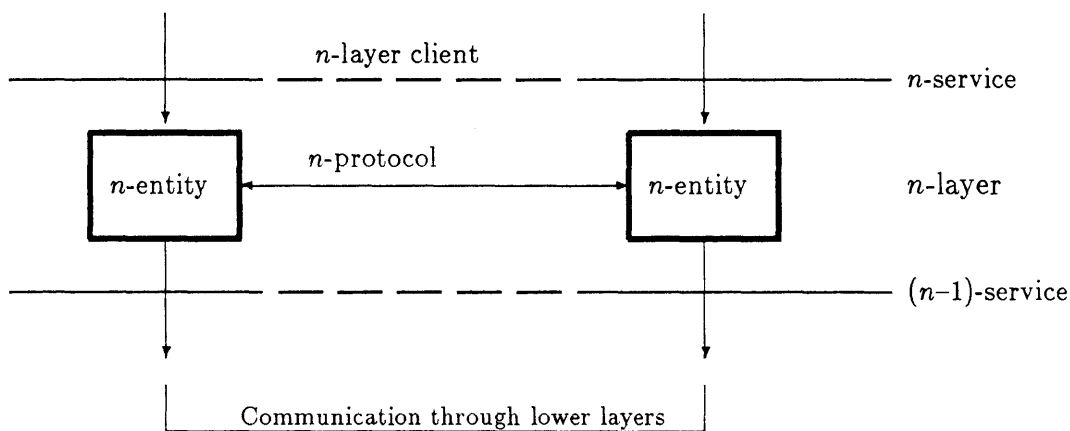 n-layer client
n-service
n-protocol
n-entity
n-entity
n-layer
(n–1)-service
Communication through lower layers